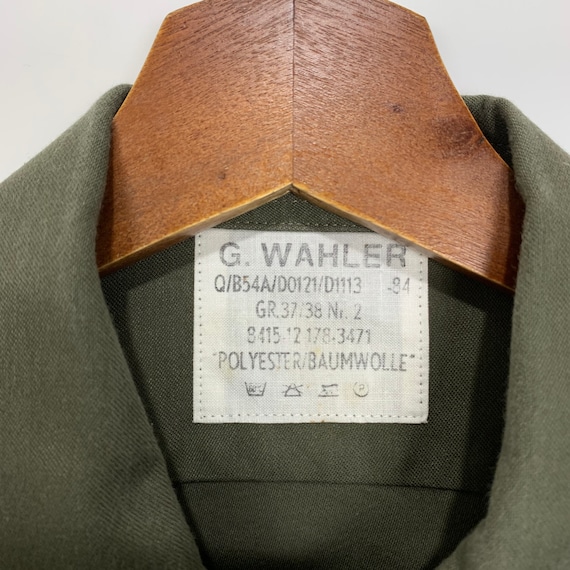 G. WAHLER
Q/B54A/D0121/D1113 -84
GR.37/38 Nr. 2
8415-12 178-3471
"POLYESTER/BAUMWOLLE"
P